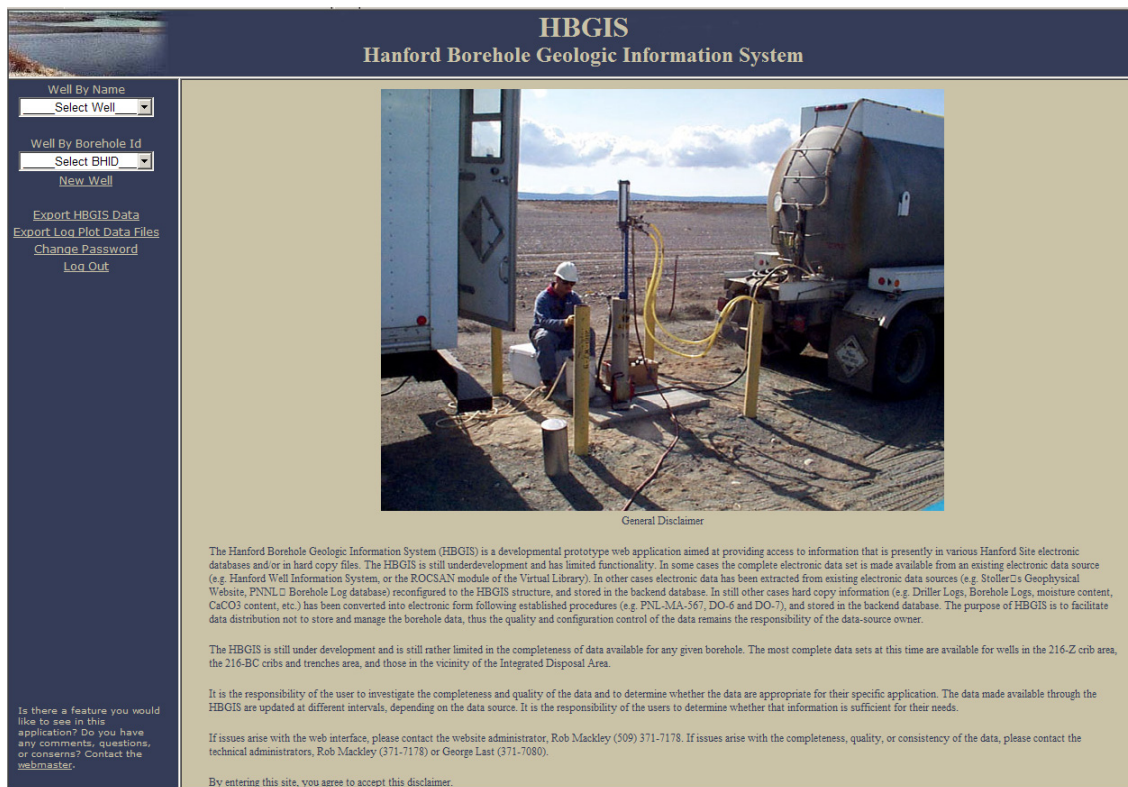 HBGIS
Hanford Borehole Geologic Information System
Well By Name
_____Select Well____
Well By Borehole Id
____Select BHID___
New Well
Export HBGIS Data
Export Log Plot Data Files
Change Password
Log Out
Is there a feature you would
like to see in this
application? Do you have
any comments, questions,
or conserns? Contact the
webmaster.
General Disclaimer
The Hanford Borehole Geologic Information System (HBGIS) is a developmental prototype web application aimed at providing access to information that is presently in various Hanford Site electronic
databases and/or in hard copy files. The HBGIS is still underdevelopment and has limited functionality. In some cases the complete electronic data set is made available from an existing electronic data source
(e.g. Hanford Well Information System, or the ROCSAN module of the Virtual Library). In other cases electronic data has been extracted from existing electronic data sources (e.g. Stoller□s Geophysical
Website, PNNL□ Borehole Log database) reconfigured to the HBGIS structure, and stored in the backend database. In still other cases hard copy information (e.g. Driller Logs, Borehole Logs, moisture content,
CaCO3 content, etc.) has been converted into electronic form following established procedures (e.g. PNL-MA-567, DO-6 and DO-7), and stored in the backend database. The purpose of HBGIS is to facilitate
data distribution not to store and manage the borehole data, thus the quality and configuration control of the data remains the responsibility of the data-source owner.
The HBGIS is still under development and is still rather limited in the completeness of data available for any given borehole. The most complete data sets at this time are available for wells in the 216-Z crib area,
the 216-BC cribs and trenches area, and those in the vicinity of the Integrated Disposal Area.
It is the responsibility of the user to investigate the completeness and quality of the data and to determine whether the data are appropriate for their specific application. The data made available through the
HBGIS are updated at different intervals, depending on the data source. It is the responsibility of the users to determine whether that information is sufficient for their needs.
If issues arise with the web interface, please contact the website administrator, Rob Mackley (509) 371-7178. If issues arise with the completeness, quality, or consistency of the data, please contact the
technical administrators, Rob Mackley (371-7178) or George Last (371-7080).
By entering this site, you agree to accept this disclaimer.